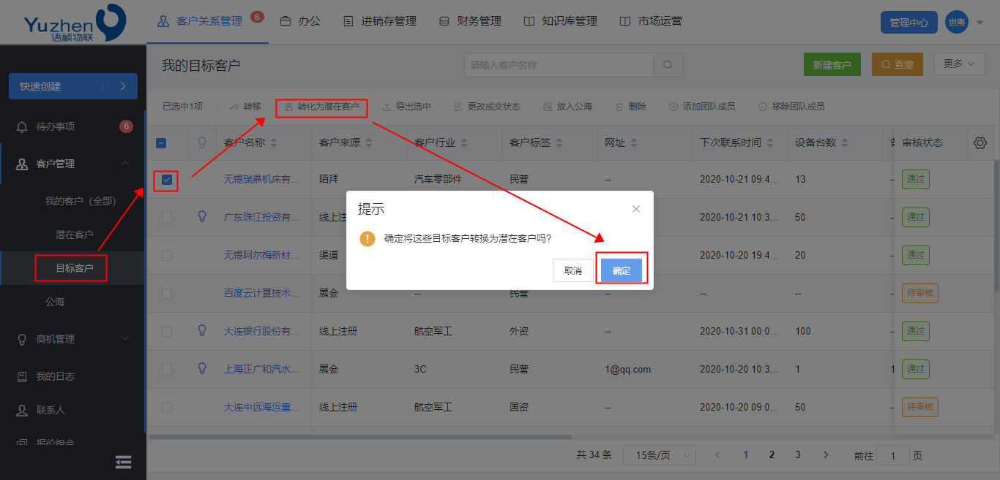 Yuzhen
语祯物联
客户关系管理 6 办公 进销存管理 财务管理 知识库管理 市场运营 管理中心 世南
快速创建
待办事项 6
客户管理
我的客户（全部）
潜在客户
目标客户
公海
商机管理
我的日志
联系人
报价组合
我的目标客户 请输入客户名称 新建客户 查重 更多
已选中1项 转移 转化为潜在客户 导出选中 更改成交状态 放入公海 删除 添加团队成员 移除团队成员
客户名称 客户来源 客户行业 客户标签 网址 下次联系时间 设备台数 审核状态
无锡瑞鼎机床有... 陌拜 汽车零部件 民营 -- 2020-10-21 09:4... 13 -- 通过
广东珠江投资有... 线上注 2020-10-21 10:3... 50 -- 通过
无锡阿尔梅新材... 渠道 2020-10-20 19:4... 20 -- 通过
百度云计算技术... 展会 -- 民营 -- -- -- -- 待审核
大连银行股份有... 线上注册 航空军工 外资 -- 2020-10-31 00:0... 100 -- 通过
上海正广和汽水... 展会 3C 民营 1@qq.com 2020-10-20 10:3... 1 1 通过
大连中远海运重... 线上注册 航空军工 国资 -- 2020-10-20 09:0... 50 -- 待审核
提示
确定将这些目标客户转换为潜在客户吗?
取消 确定
共 34 条 15条/页 1 2 3 前往 1 页